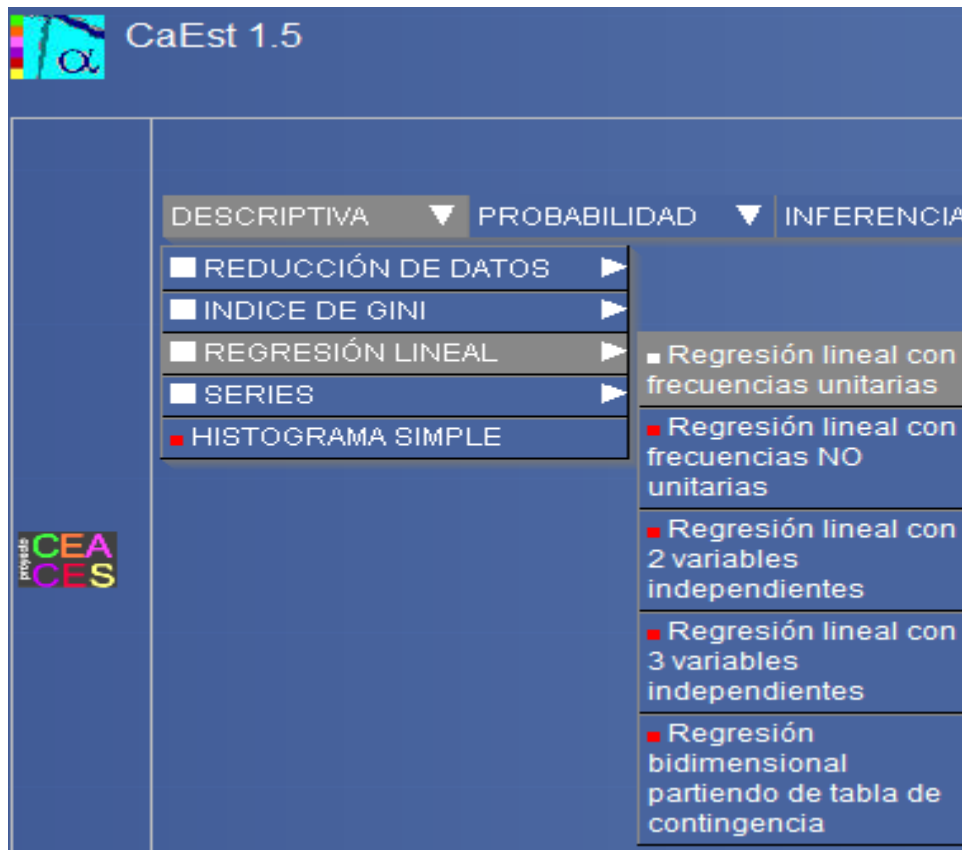 α
CaEst 1.5
DESCRIPTIVA
PROBABILIDAD
INFERENCIA
REDUCCIÓN DE DATOS
INDICE DE GINI
REGRESIÓN LINEAL
SERIES
HISTOGRAMA SIMPLE
Regresión lineal con
frecuencias unitarias
Regresión lineal con
frecuencias NO
unitarias
Regresión lineal con
2 variables
independientes
Regresión lineal con
3 variables
independientes
Regresión
bidimensional
partiendo de tabla de
contingencia
proyecto
CEA
CES